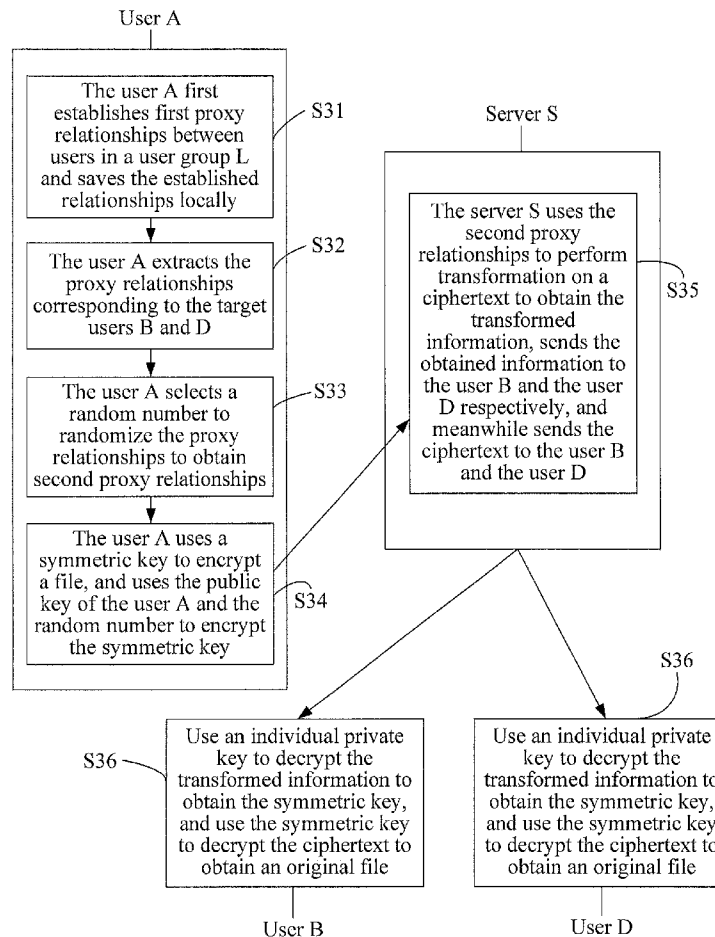 User A
The user A first
establishes first proxy
relationships between
users in a user group L
and saves the established
relationships locally
S31
The user A extracts the
proxy relationships
corresponding to the target
users B and D
S32
The user A selects a
random number to
randomize the proxy
relationships to obtain
second proxy relationships
S33
The user A uses a
symmetric key to encrypt
a file, and uses the public
key of the user A and the
random number to encrypt
the symmetric key
S34
Server S
The server S uses the
second proxy
relationships to perform
transformation on a
ciphertext to obtain the
transformed
information, sends the
obtained information to
the user B and the user
D respectively, and
meanwhile sends the
ciphertext to the user B
and the user D
S35
S36
Use an individual private
key to decrypt the
transformed information to
obtain the symmetric key,
and use the symmetric key
to decrypt the ciphertext to
obtain an original file
User B
S36
Use an individual private
key to decrypt the
transformed information to
obtain the symmetric key,
and use the symmetric key
to decrypt the ciphertext to
obtain an original file
User D